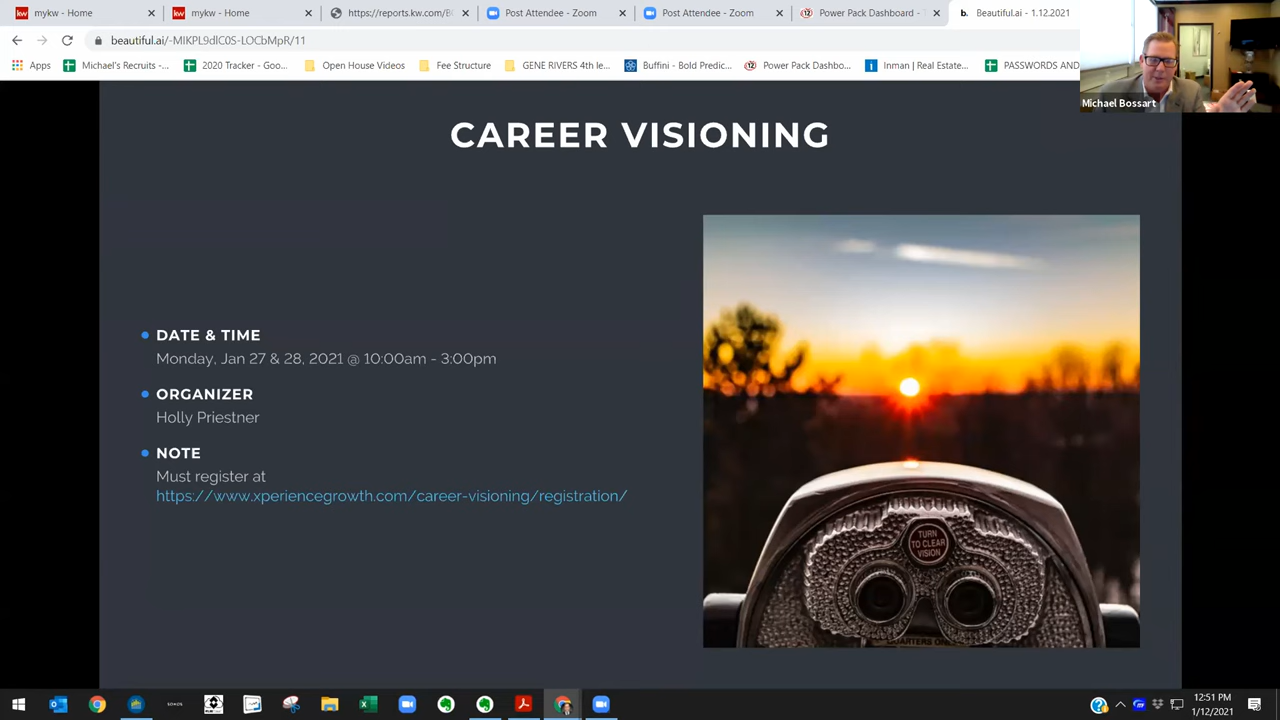 mykw - Home
mykw - Home
https://reports.kw.com/
Post Attendee - Zoom
Post Attendee - Zoom
Power Pack Dashboard -
b. Beautiful.ai - 1.12.2021
beautiful.ai/-MIKPL9dlC0S-LOCbMpR/11
Apps
Michael's Recruits -...
2020 Tracker - Goo...
Open House Videos
Fee Structure
GENE RIVERS 4th le...
Buffini - Bold Predic...
Power Pack Dashbo...
Inman | Real Estate...
PASSWORDS AND
Michael Bossart
CAREER VISIONING
DATE & TIME
Monday, Jan 27 & 28, 2021 @ 10:00am - 3:00pm
ORGANIZER
Holly Priestner
NOTE
Must register at
https://www.xperiencegrowth.com/career-visioning/registration/
TURN
TO CLEAR
VISION
SONOS
12:51 PM
1/12/2021